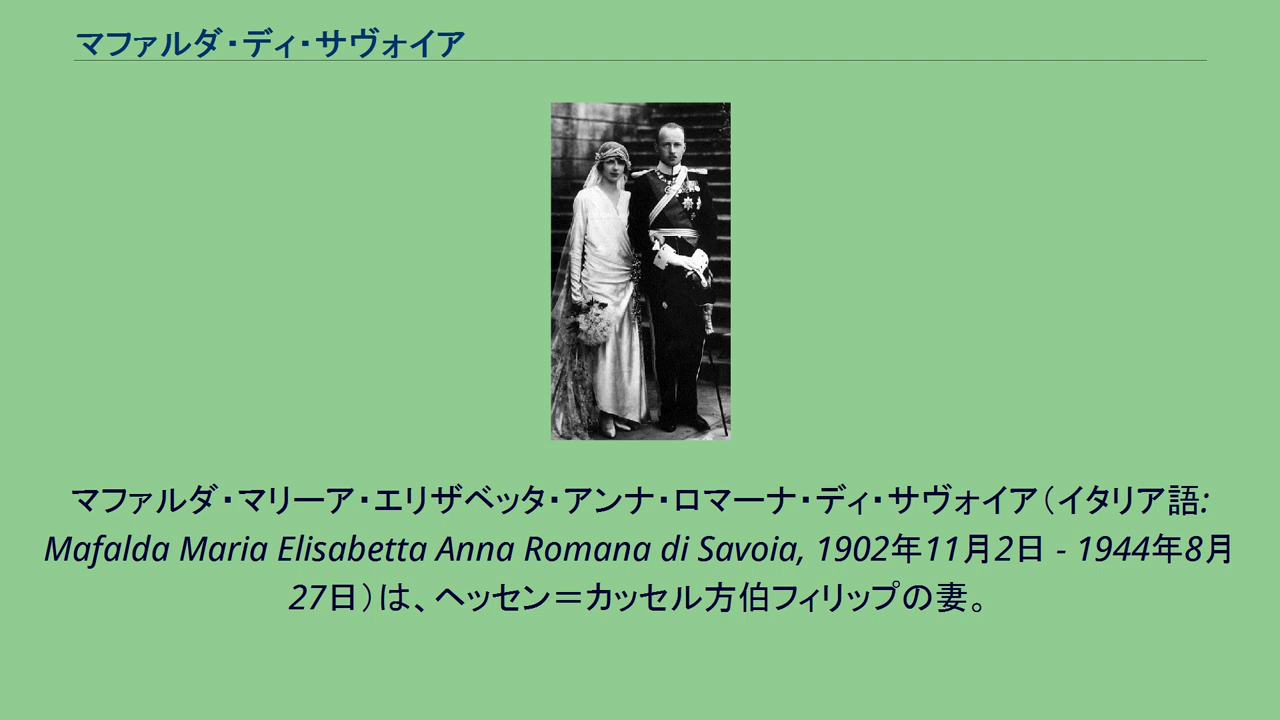 マファルダ・ディ・サヴォイア
マファルダ・マリーア・エリザベッタ・アンナ・ロマーナ・ディ・サヴォイア（イタリア語:
Mafalda Maria Elisabetta Anna Romana di Savoia, 1902年11月2日 - 1944年8月
27日）は、ヘッセン＝カッセル方伯フィリップの妻。